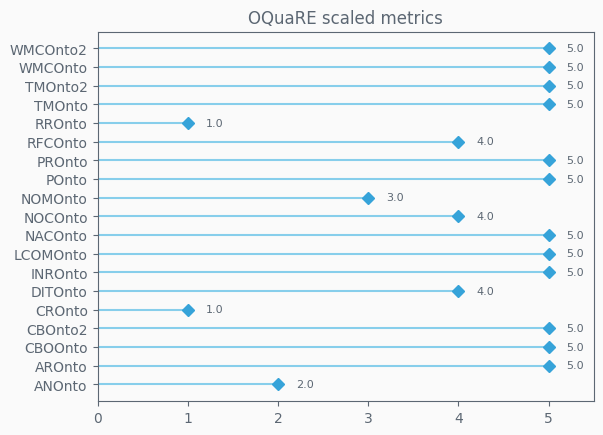 OQuaRE scaled metrics
WMCOnto2 5.0
WMCOnto 5.0
TMOnto2 5.0
TMOnto 5.0
RROnto 1.0
RFCOnto 4.0
PROnto 5.0
POnto 5.0
NOMOnto 3.0
NOCOnto 4.0
NACOnto 5.0
LCOMOnto 5.0
INROnto 5.0
DITOnto 4.0
CROnto 1.0
CBOnto2 5.0
CBOOnto 5.0
AROnto 5.0
ANOnto 2.0
0 1 2 3 4 5